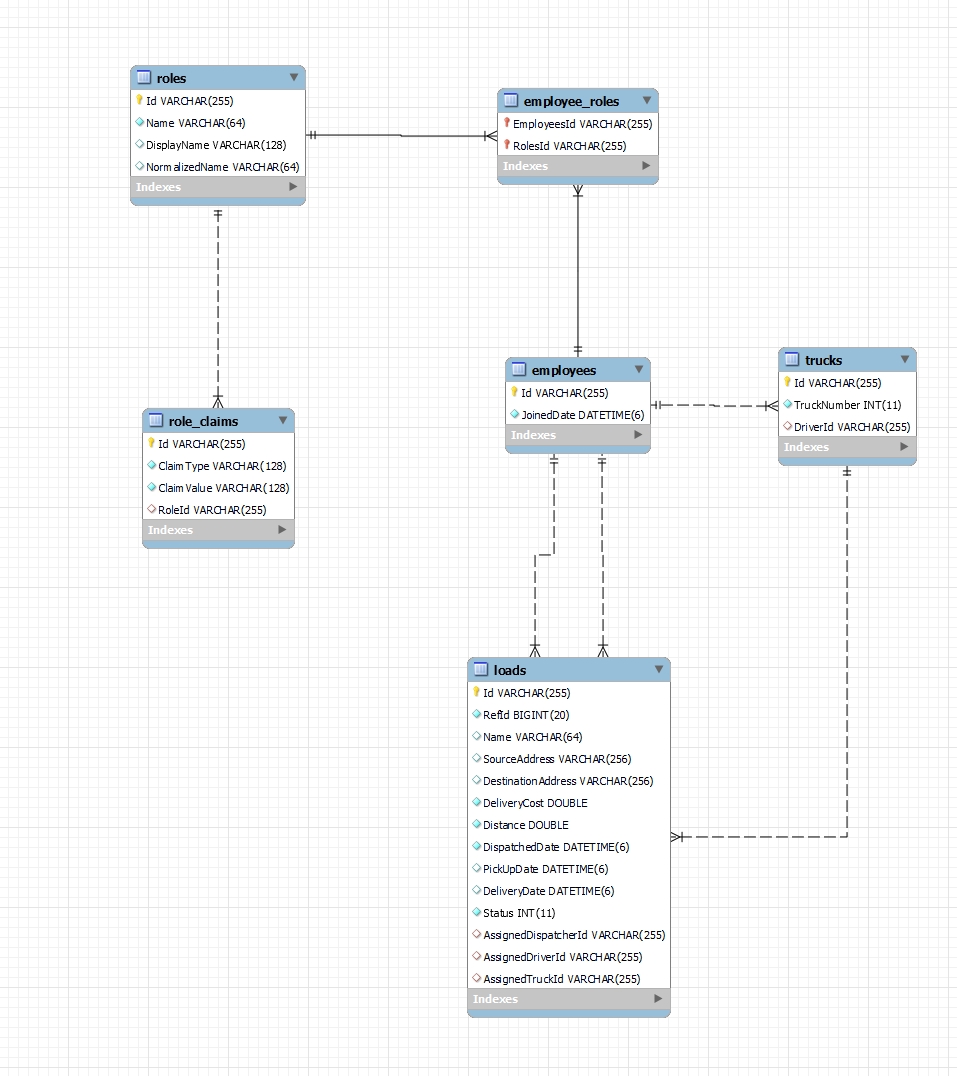 roles
Id VARCHAR(255)
Name VARCHAR(64)
DisplayName VARCHAR(128)
NormalizedName VARCHAR(64)
Indexes
employee_roles
EmployeesId VARCHAR(255)
RolesId VARCHAR(255)
Indexes
employees
Id VARCHAR(255)
JoinedDate DATETIME(6)
Indexes
trucks
Id VARCHAR(255)
TruckNumber INT(11)
DriverId VARCHAR(255)
Indexes
role_claims
Id VARCHAR(255)
ClaimType VARCHAR(128)
ClaimValue VARCHAR(128)
RoleId VARCHAR(255)
Indexes
loads
Id VARCHAR(255)
RefId BIGINT(20)
Name VARCHAR(64)
SourceAddress VARCHAR(256)
DestinationAddress VARCHAR(256)
DeliveryCost DOUBLE
Distance DOUBLE
DispatchedDate DATETIME(6)
PickUpDate DATETIME(6)
DeliveryDate DATETIME(6)
Status INT(11)
AssignedDispatcherId VARCHAR(255)
AssignedDriverId VARCHAR(255)
AssignedTruckId VARCHAR(255)
Indexes